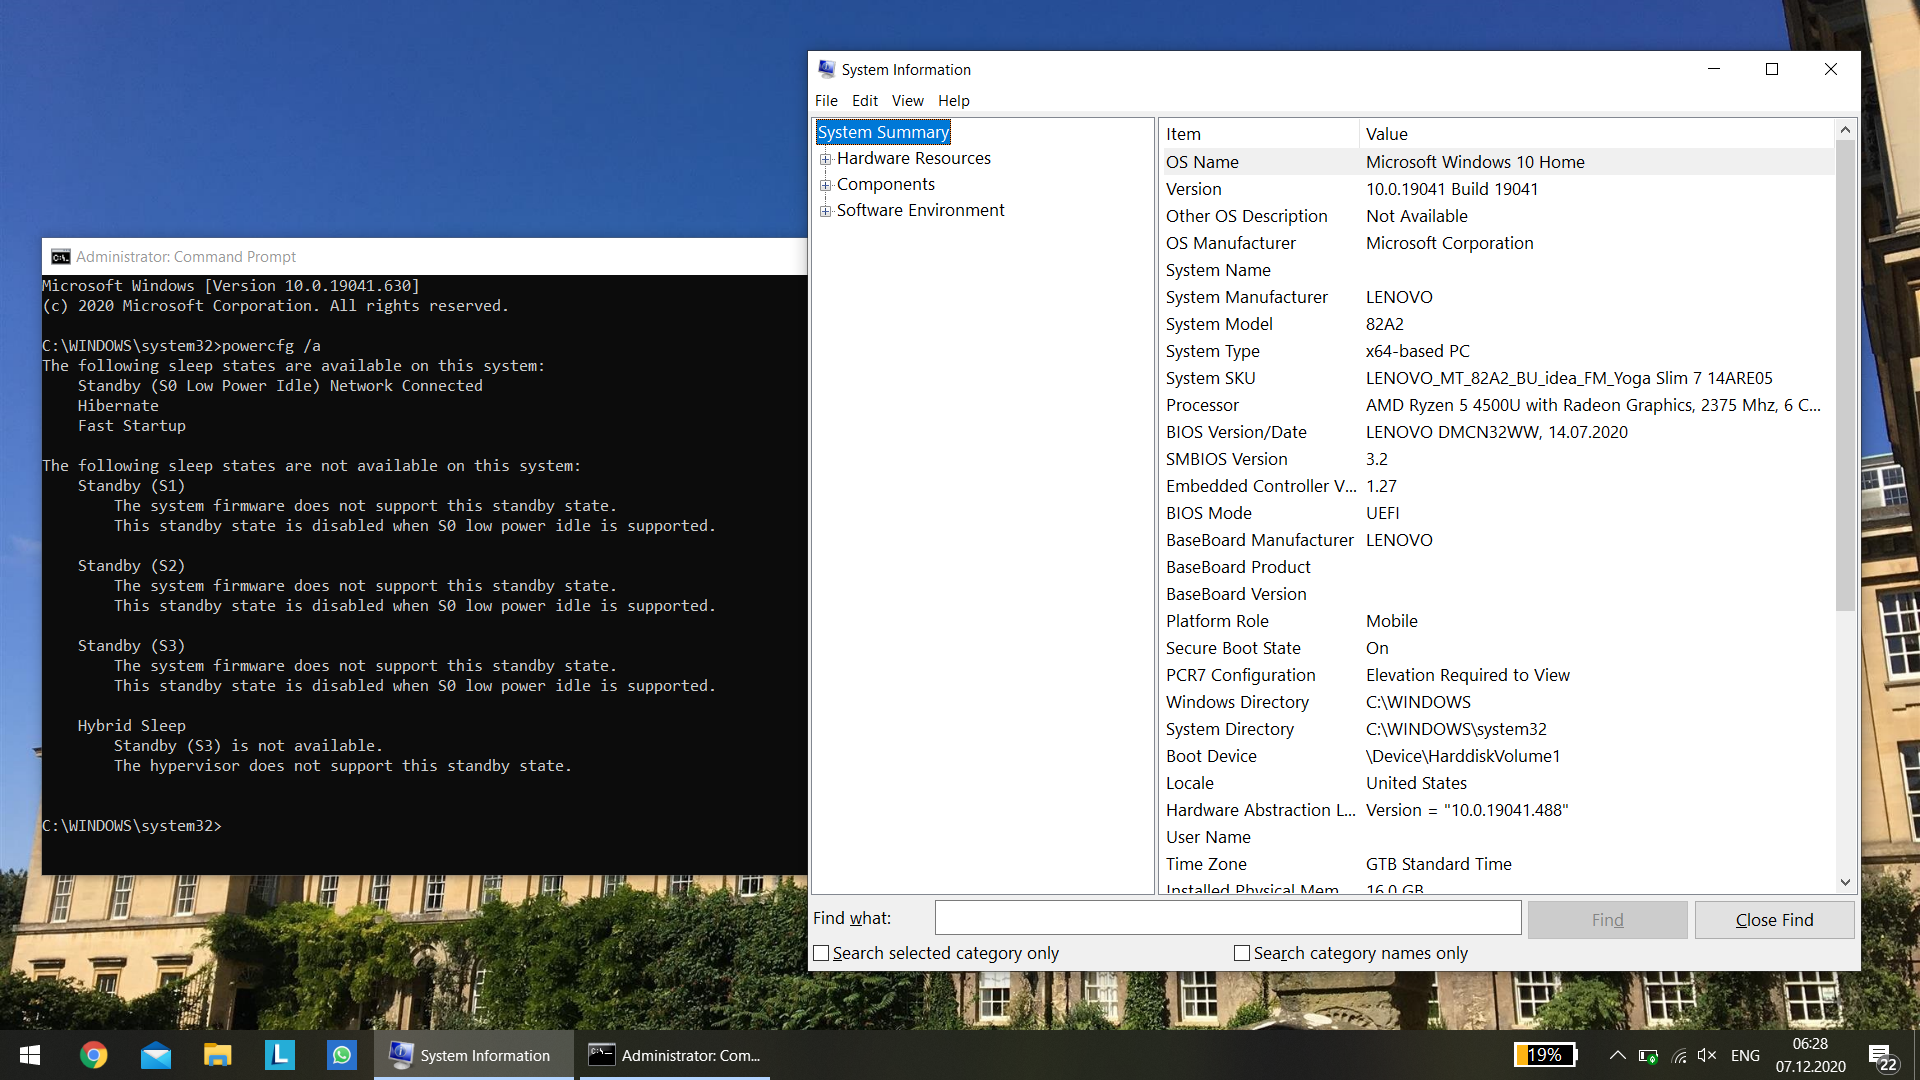 System Information
File Edit View Help
System Summary
Hardware Resources
Components
Software Environment
Item Value
OS Name Microsoft Windows 10 Home
Version 10.0.19041 Build 19041
Other OS Description Not Available
OS Manufacturer Microsoft Corporation
System Name
System Manufacturer LENOVO
System Model 82A2
System Type x64-based PC
System SKU LENOVO_MT_82A2_BU_idea_FM_Yoga Slim 7 14ARE05
Processor AMD Ryzen 5 4500U with Radeon Graphics, 2375 Mhz, 6 C...
BIOS Version/Date LENOVO DMCN32WW, 14.07.2020
SMBIOS Version 3.2
Embedded Controller V... 1.27
BIOS Mode UEFI
BaseBoard Manufacturer LENOVO
BaseBoard Product
BaseBoard Version
Platform Role Mobile
Secure Boot State On
PCR7 Configuration Elevation Required to View
Windows Directory C:\WINDOWS
System Directory C:\WINDOWS\system32
Boot Device \Device\HarddiskVolume1
Locale United States
Hardware Abstraction L... Version = "10.0.19041.488"
User Name
Time Zone GTB Standard Time
Installed Physical Mem 16.0 GB
Find what: Find Close Find
Search selected category only Search category names only
Administrator: Command Prompt
Microsoft Windows [Version 10.0.19041.630]
(c) 2020 Microsoft Corporation. All rights reserved.
C:\WINDOWS\system32>powercfg /a
The following sleep states are available on this system:
Standby (S0 Low Power Idle) Network Connected
Hibernate
Fast Startup
The following sleep states are not available on this system:
Standby (S1)
The system firmware does not support this standby state.
This standby state is disabled when S0 low power idle is supported.
Standby (S2)
The system firmware does not support this standby state.
This standby state is disabled when S0 low power idle is supported.
Standby (S3)
The system firmware does not support this standby state.
This standby state is disabled when S0 low power idle is supported.
Hybrid Sleep
Standby (S3) is not available.
The hypervisor does not support this standby state.
C:\WINDOWS\system32>
L System Information Administrator: Com... 19% ENG 06:28
07.12.2020 22